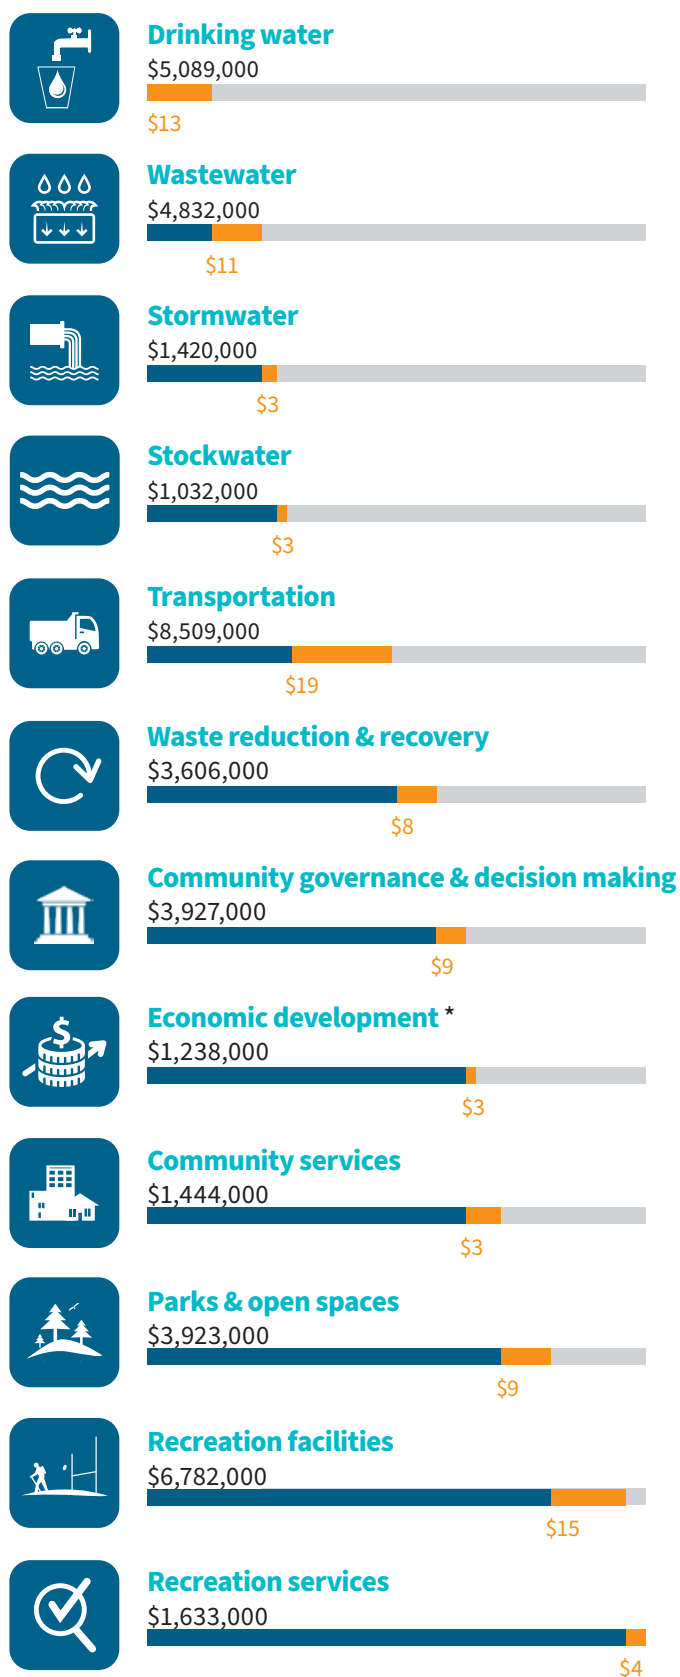 Drinking water
$5,089,000
$13
Wastewater
$4,832,000
$11
Stormwater
$1,420,000
$3
Stockwater
$1,032,000
$3
Transportation
$8,509,000
$19
Waste reduction & recovery
$3,606,000
$8
Community governance & decision making
$3,927,000
$9
$
Economic development *
$1,238,000
$3
Community services
$1,444,000
$3
Parks & open spaces
$3,923,000
$9
Recreation facilities
$6,782,000
$15
Recreation services
$1,633,000
$4